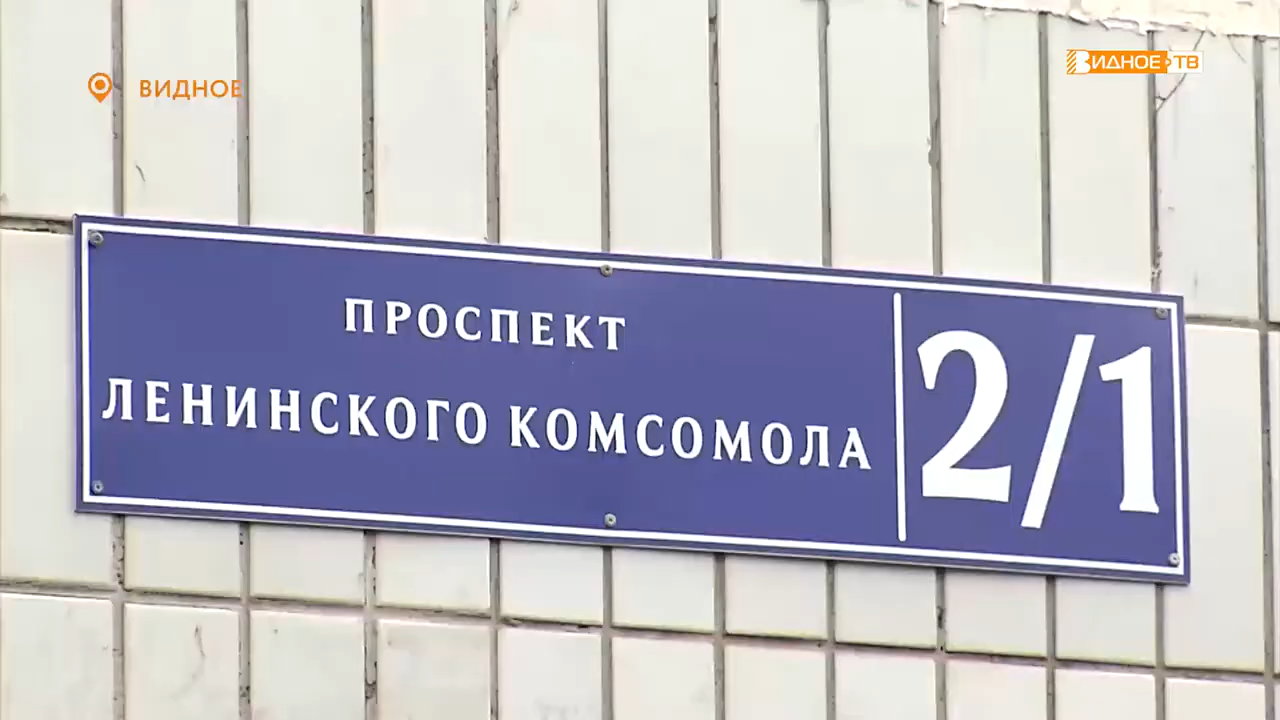 ВИДНОЕ
ВИДНОЕ ТВ
ПРОСПЕКТ
ЛЕНИНСКОГО КОМСОМОЛА
2/1